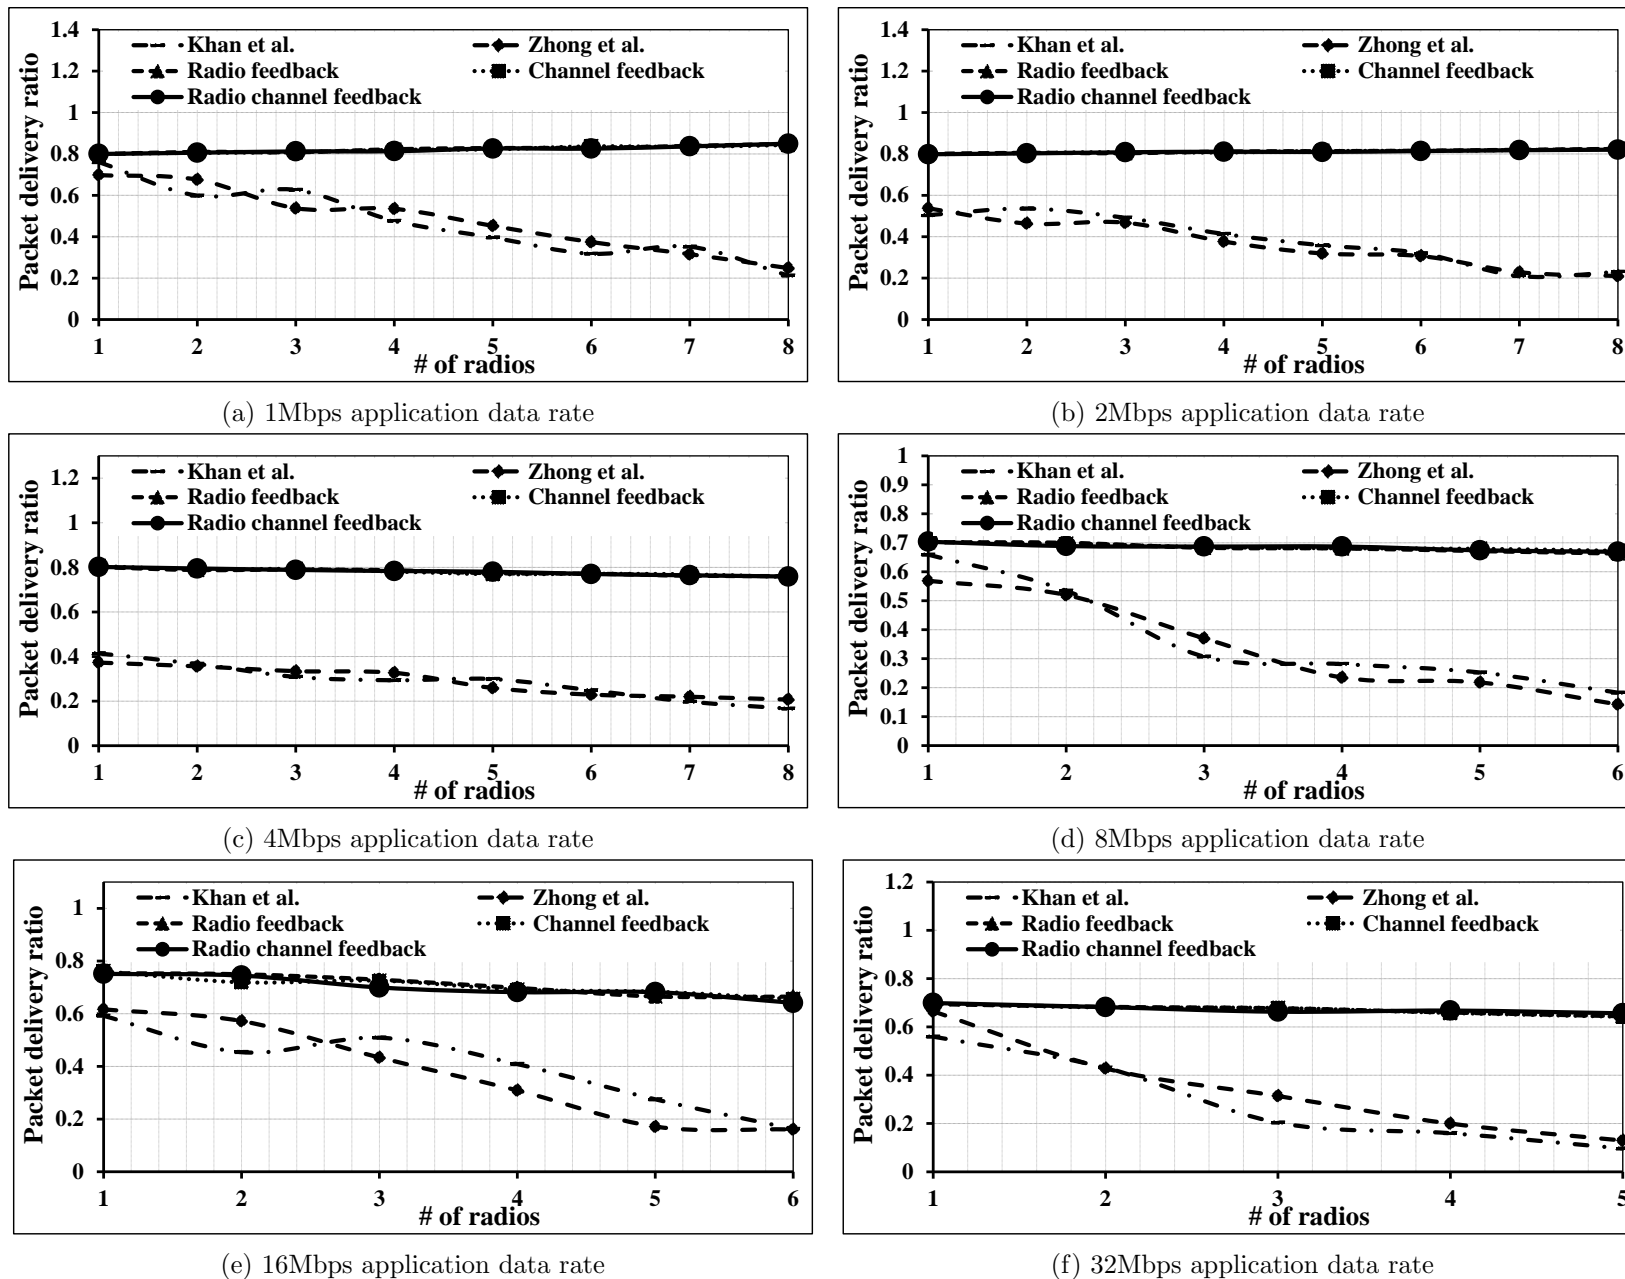 1.4
1.2
1
0.8
0.6
0.4
0.2
0
Packet delivery ratio
Khan et al.
Zhong et al.
Radio feedback
Channel feedback
Radio channel feedback
1 2 3 4 5 6 7 8
# of radios
(a) 1Mbps application data rate
1.4
1.2
1
0.8
0.6
0.4
0.2
0
Packet delivery ratio
Khan et al.
Zhong et al.
Radio feedback
Channel feedback
Radio channel feedback
1 2 3 4 5 6 7 8
# of radios
(b) 2Mbps application data rate
1.2
1
0.8
0.6
0.4
0.2
0
Packet delivery ratio
Khan et al.
Zhong et al.
Radio feedback
Channel feedback
Radio channel feedback
1 2 3 4 5 6 7 8
# of radios
(c) 4Mbps application data rate
1
0.9
0.8
0.7
0.6
0.5
0.4
0.3
0.2
0.1
0
Packet delivery ratio
Khan et al.
Zhong et al.
Radio feedback
Channel feedback
Radio channel feedback
1 2 3 4 5 6
# of radios
(d) 8Mbps application data rate
1
0.8
0.6
0.4
0.2
0
Packet delivery ratio
Khan et al.
Zhong et al.
Radio feedback
Channel feedback
Radio channel feedback
1 2 3 4 5 6
# of radios
(e) 16Mbps application data rate
1.2
1
0.8
0.6
0.4
0.2
0
Packet delivery ratio
Khan et al.
Zhong et al.
Radio feedback
Channel feedback
Radio channel feedback
1 2 3 4 5
# of radios
(f) 32Mbps application data rate